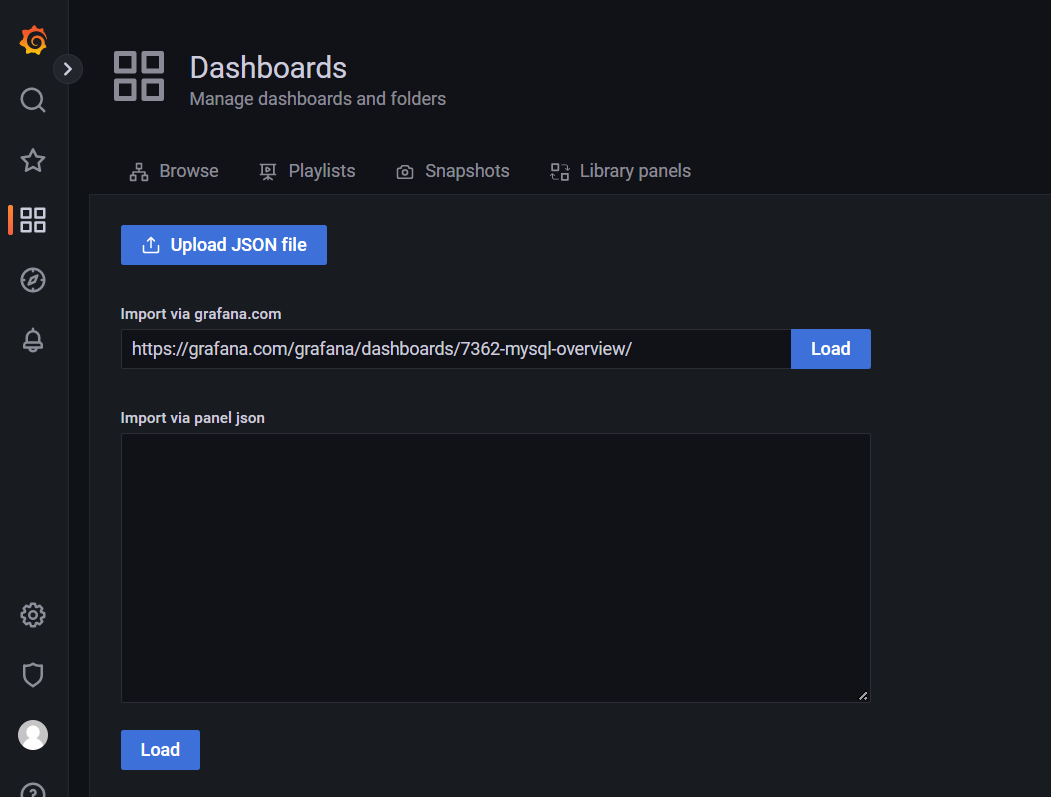 Dashboards
Manage dashboards and folders
Browse
Playlists
Snapshots
Library panels
Upload JSON file
Import via grafana.com
https://grafana.com/grafana/dashboards/7362-mysql-overview/
Load
Import via panel json
Load